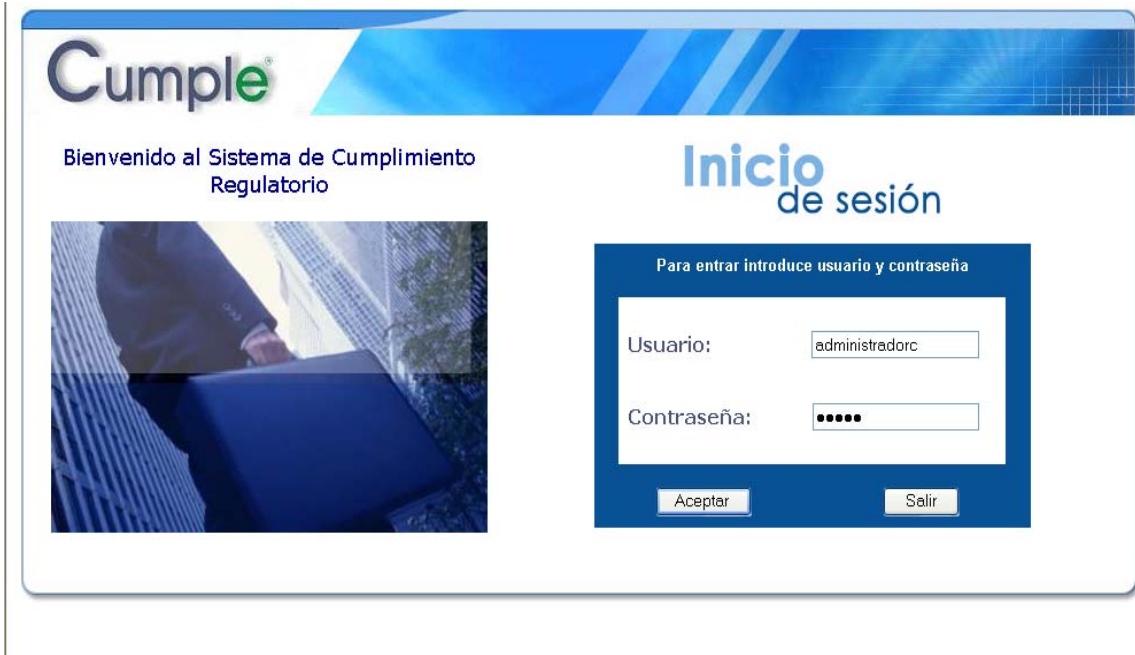 Cumple®
Bienvenido al Sistema de Cumplimiento
Regulatorio
Inicio
de sesión
Para entrar introduce usuario y contraseña
Usuario:
administradorc
Contraseña:
•••••
Aceptar
Salir